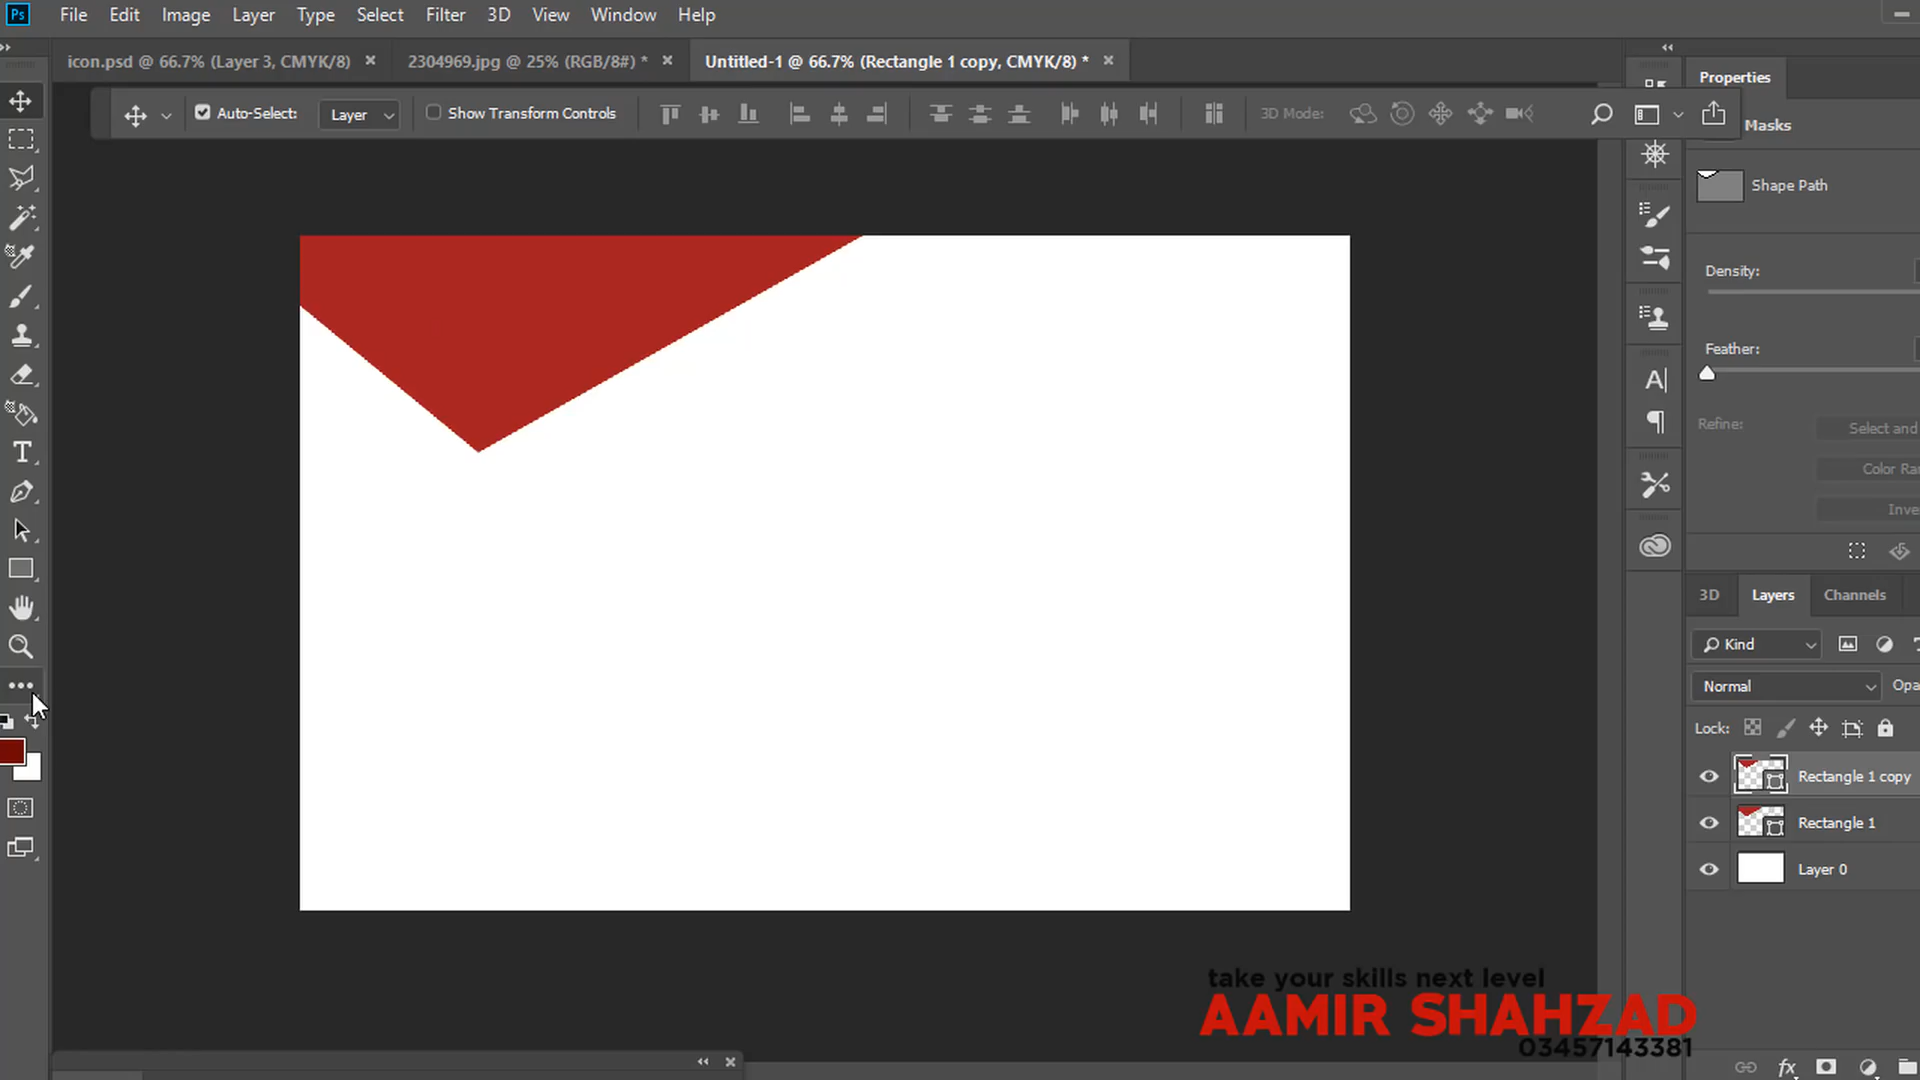 Ps File Edit Image Layer Type Select Filter 3D View Window Help
icon.psd @ 66.7% (Layer 3, CMYK/8) × 2304969.jpg @ 25% (RGB/8#) * × Untitled-1 @ 66.7% (Rectangle 1 copy, CMYK/8) * ×
Properties
Auto-Select: Layer Show Transform Controls 3D Mode:
Masks
Shape Path
Density:
Feather:
Refine:
Select and
Color Ra
Inve
3D Layers Channels
Kind
Normal Opa
Lock:
Rectangle 1 copy
Rectangle 1
Layer 0
take your skills next level
AAMIR SHAHZAD
03457143381
fx